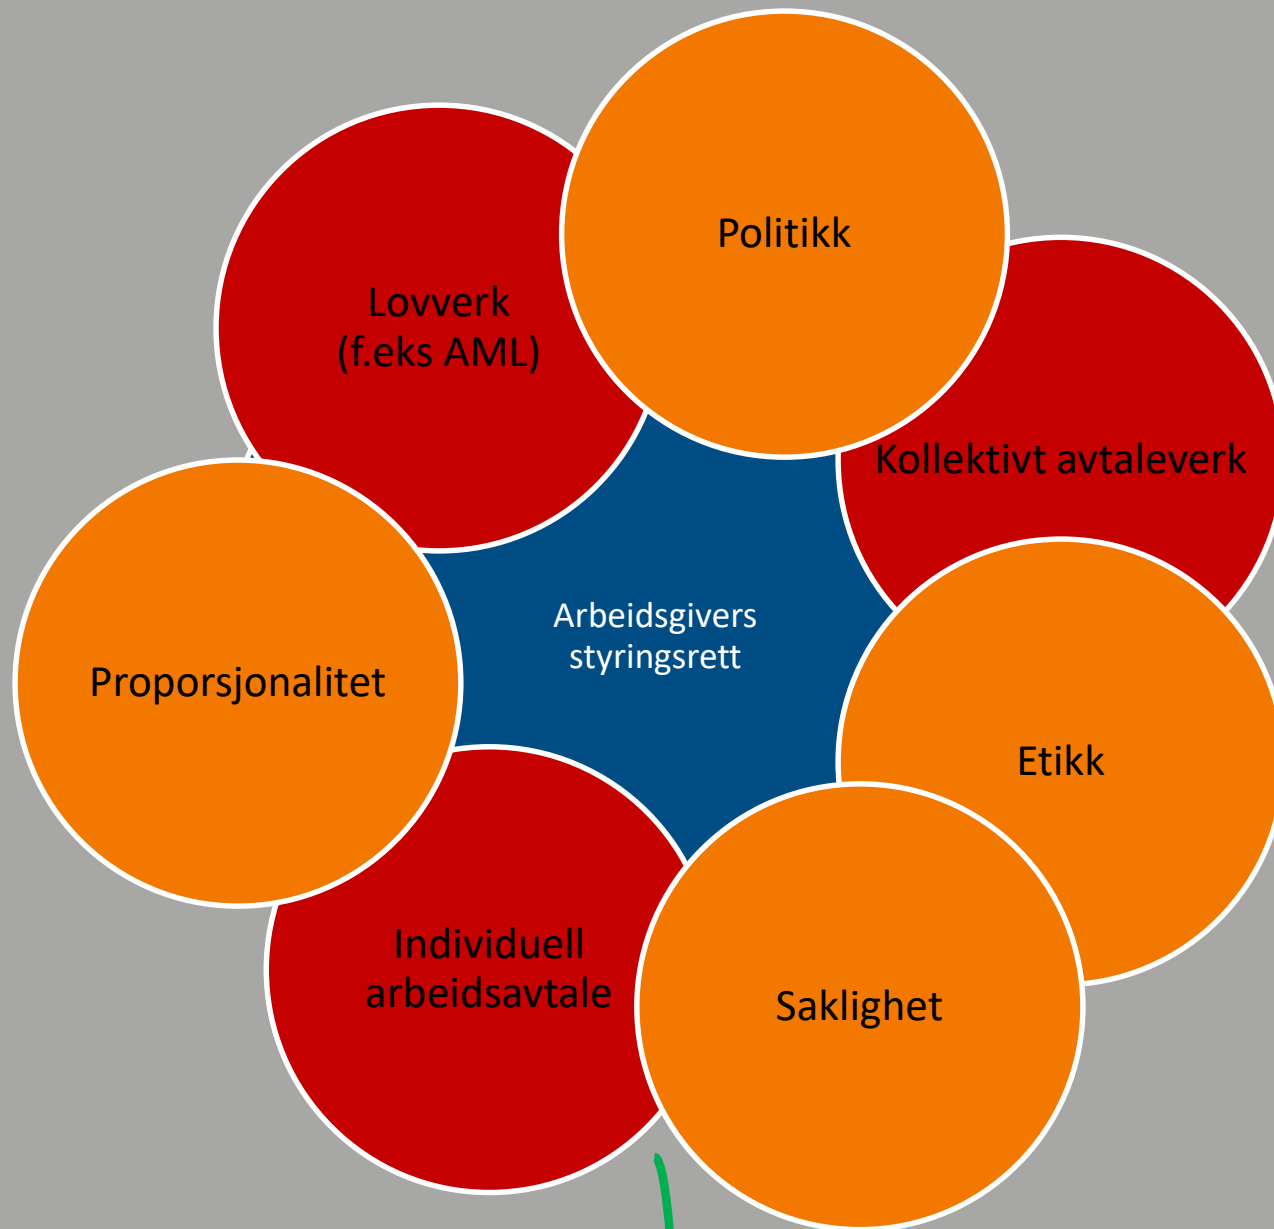 Politikk
Lovverk
(f.eks AML)
Kollektivt avtaleverk
Arbeidsgivers
styringsrett
Proporsjonalitet
Etikk
Individuell
arbeidsavtale
Saklighet